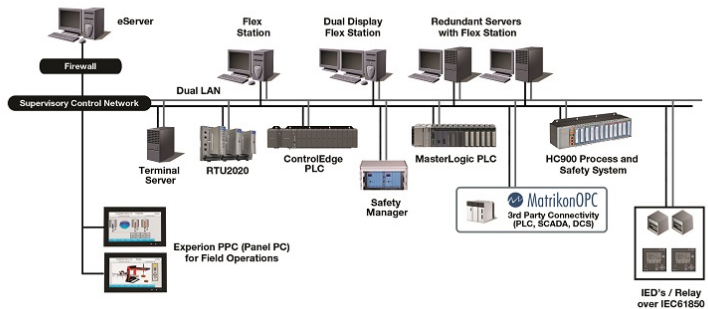 eServer
Flex
Station
Dual Display
Flex Station
Redundant Servers
with Flex Station
Firewall
Dual LAN
Supervisory Control Network
Terminal
Server
RTU2020
ControlEdge
PLC
Safety
Manager
MasterLogic PLC
HC900 Process and
Safety System
MatrikonOPC
3rd Party Connectivity
(PLC, SCADA, DCS)
Experion PPC (Panel PC)
for Field Operations
IED's / Relay
over IEC61850